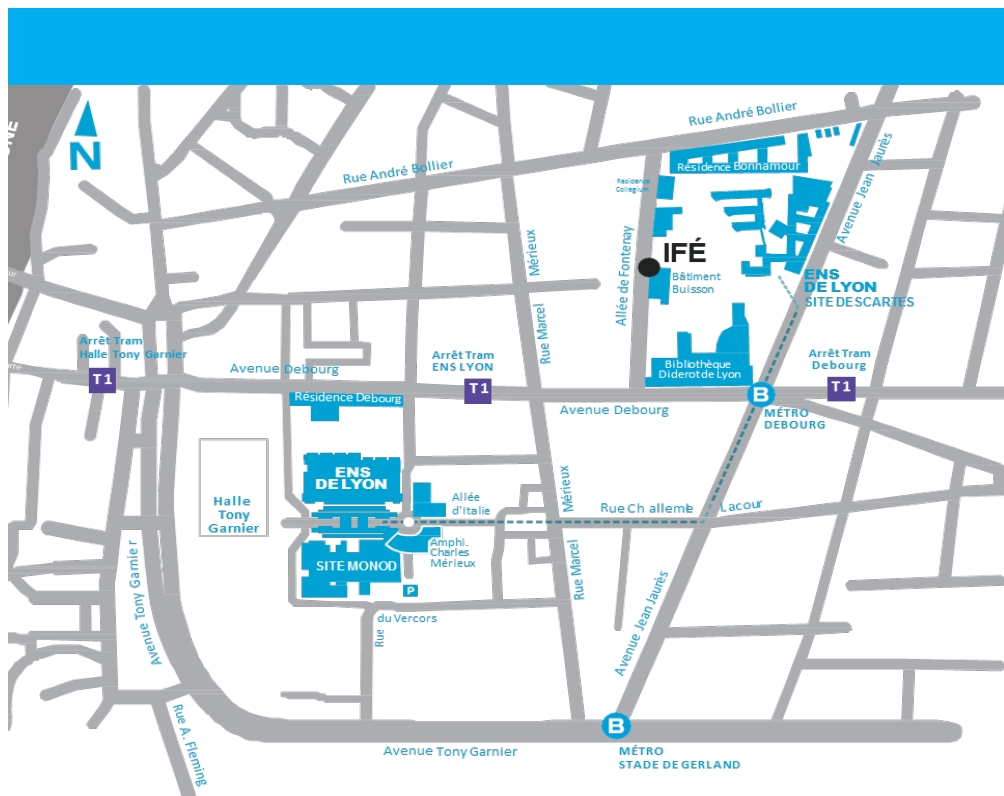 Rue André Bollier
Rue André Bollier
N
Résidence Bonnamour
Résidence
Collegium
Avenue Jean Jaurès
Mérieux
Allée de Fontenay
IFÉ
Bâtiment
Buisson
ENS
DE LYON
SITE DESCARTES
Rue Marcel
Arrêt Tram
Halle Tony Garnier
T1
Avenue Debourg
Arrêt Tram
ENS LYON
T1
Bibliothèque
Diderot de Lyon
Arrêt Tram
Debourg
T1
B
MÉTRO
DEBOURG
Résidence Debourg
Avenue Debourg
ENS
DE LYON
Halle
Tony
Garnier
Allée
d'Italie
Mérieux
Rue Challeme Lacour
Amphi.
Charles
Mérieux
SITE MONOD
P
Rue Marcel
Avenue Tony Garnier
Rue
du Vercors
Avenue Jean Jaurès
Rue A. Fleming
B
Avenue Tony Garnier
MÉTRO
STADE DE GERLAND